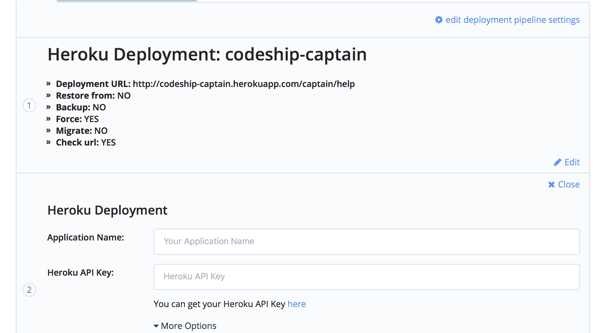 edit deployment pipeline settings
Heroku Deployment: codeship-captain
» Deployment URL: http://codeship-captain.herokuapp.com/captain/help
» Restore from: NO
1
» Backup: NO
» Force: YES
» Migrate: NO
» Check url: YES
Edit
Close
Heroku Deployment
Application Name:
Your Application Name
Heroku API Key:
Heroku API Key
2
You can get your Heroku API Key here
More Options